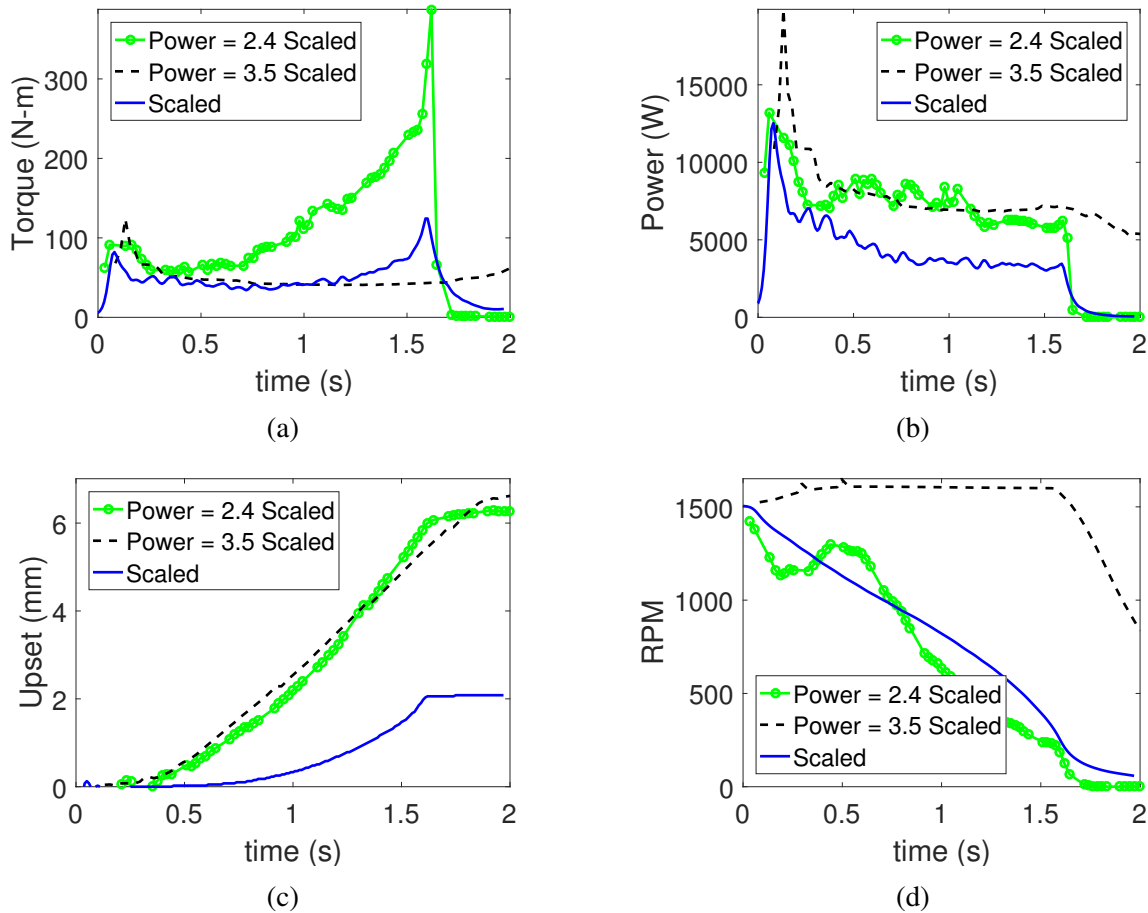 Power = 2.4 Scaled
Power = 3.5 Scaled
Scaled
Torque (N-m)
300
200
100
0
0 0.5 1 1.5 2
time (s)
(a)
Power = 2.4 Scaled
Power = 3.5 Scaled
Scaled
Power (W)
15000
10000
5000
0
0 0.5 1 1.5 2
time (s)
(b)
Power = 2.4 Scaled
Power = 3.5 Scaled
Scaled
Upset (mm)
6
4
2
0
0 0.5 1 1.5 2
time (s)
(c)
RPM
1500
1000
500
0
Power = 2.4 Scaled
Power = 3.5 Scaled
Scaled
0 0.5 1 1.5 2
time (s)
(d)